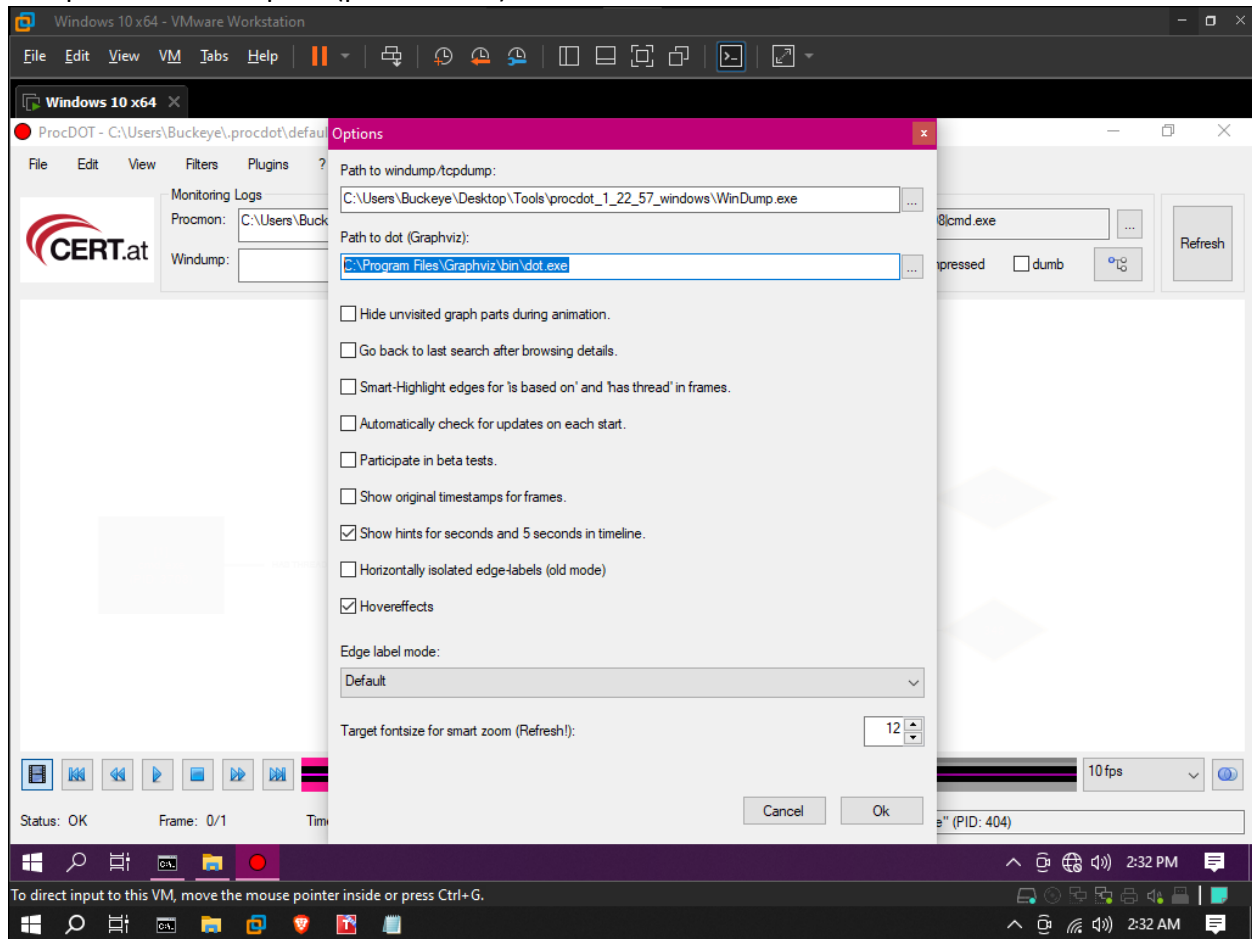 Windows 10 x64 - VMware Workstation
File Edit View VM Tabs Help
Windows 10 x64
ProcDOT - C:\Users\Buckeye\.procdot\defaul
Options
File Edit View Filters Plugins ?
Path to windump/tcpdump:
Monitoring Logs
C:\Users\Buckeye\Desktop\Tools\procdot_1_22_57_windows\WinDump.exe ...
Procmon: C:\Users\Buck
8|cmd.exe ...
CERT.at
Refresh
Path to dot (Graphviz):
Windump:
C:\Program Files\Graphviz\bin\dot.exe ...
mpressed dumb
Hide unvisited graph parts during animation.
Go back to last search after browsing details.
Smart-Highlight edges for 'is based on' and 'has thread' in frames.
Automatically check for updates on each start.
Participate in beta tests.
Show original timestamps for frames.
Show hints for seconds and 5 seconds in timeline.
Horizontally isolated edge-labels (old mode)
Hovereffects
Edge label mode:
Default
Target fontsize for smart zoom (Refresh!): 12
10 fps
Cancel Ok
Status: OK Frame: 0/1 Tim
e" (PID: 404)
2:32 PM
To direct input to this VM, move the mouse pointer inside or press Ctrl+G.
2:32 AM